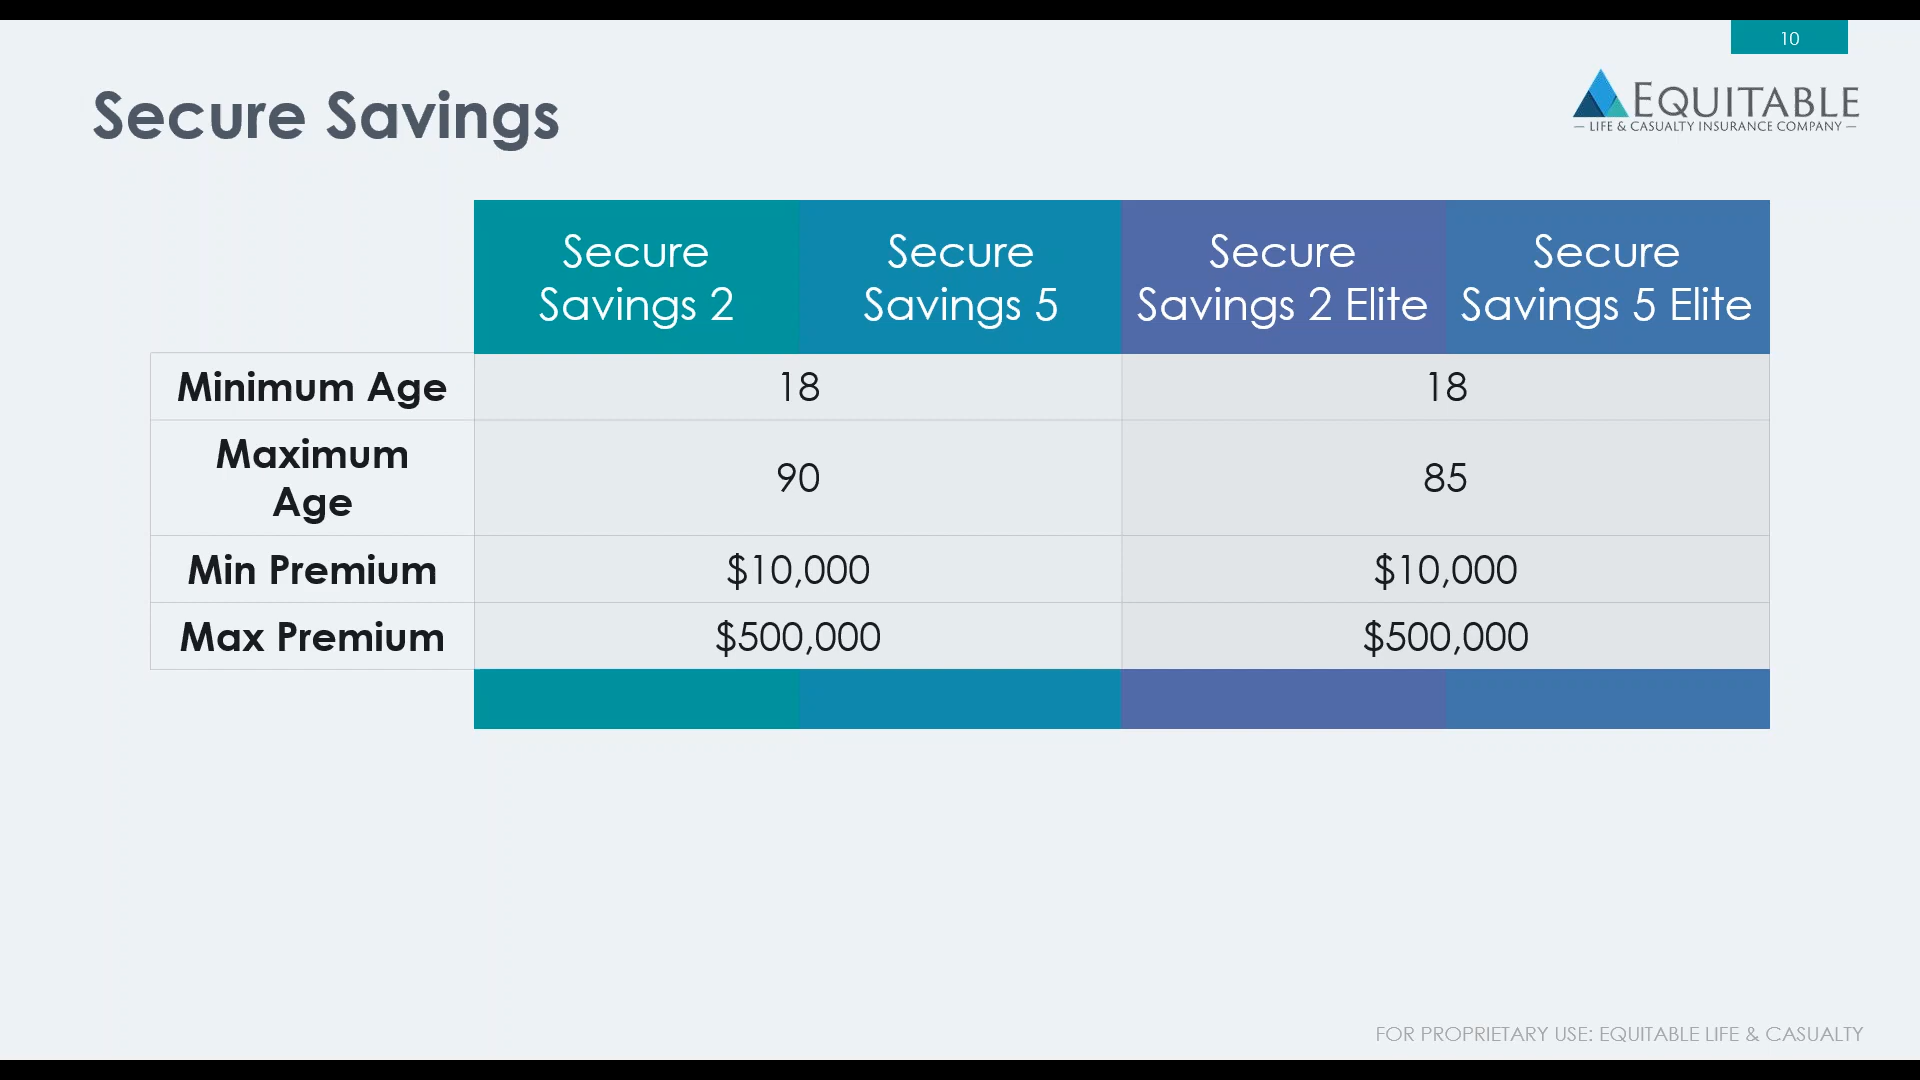 10
Secure Savings
EQUITABLE
— LIFE & CASUALTY INSURANCE COMPANY —
Secure
Savings 2
Secure
Savings 5
Secure
Savings 2 Elite
Secure
Savings 5 Elite
Minimum Age 18 18
Maximum
Age 90 85
Min Premium $10,000 $10,000
Max Premium $500,000 $500,000
FOR PROPRIETARY USE: EQUITABLE LIFE & CASUALTY